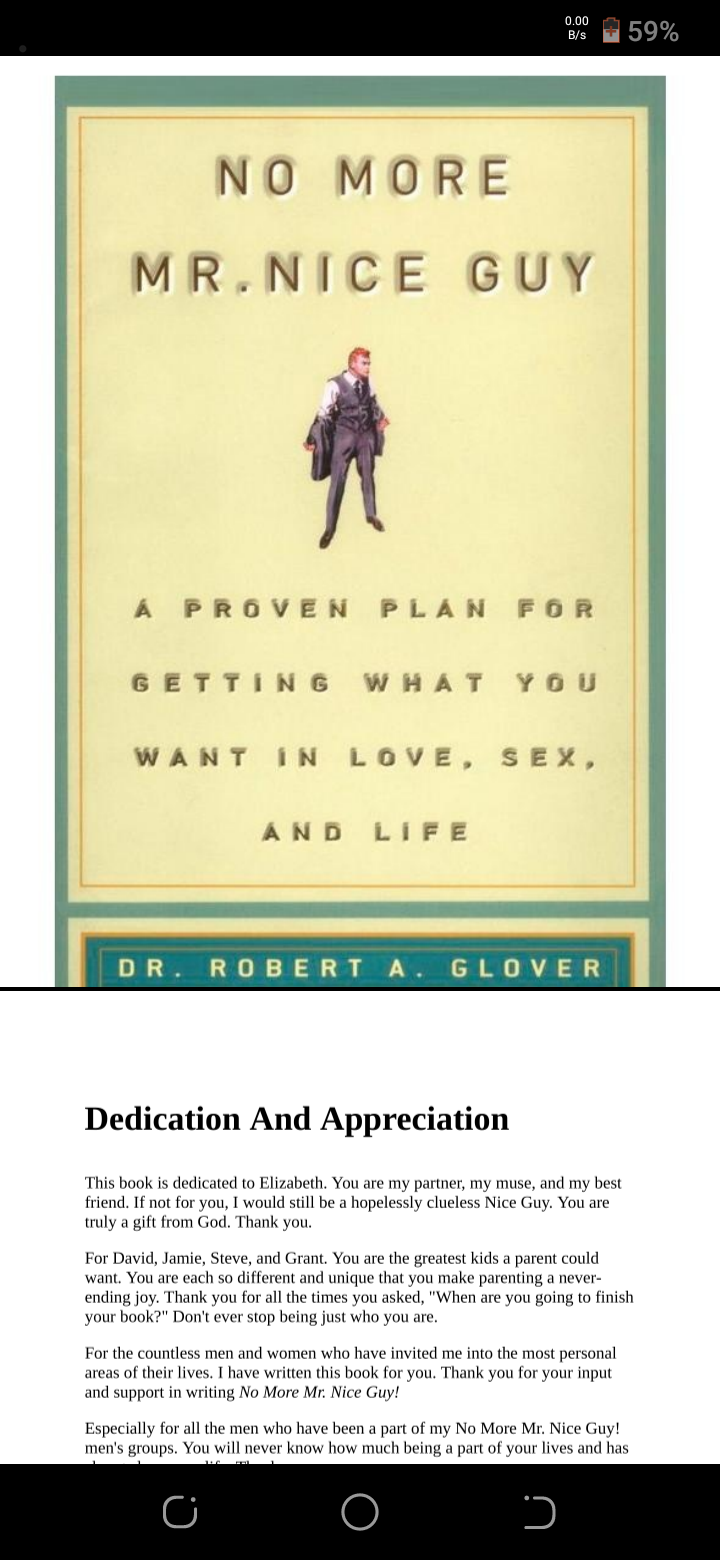 0.00
B/s
59%
NO MORE
MR.NICE GUY
A PROVEN PLAN FOR
GETTING WHAT YOU
WANT IN LOVE, SEX,
AND LIFE
DR. ROBERT A. GLOVER
Dedication And Appreciation
This book is dedicated to Elizabeth. You are my partner, my muse, and my best
friend. If not for you, I would still be a hopelessly clueless Nice Guy. You are
truly a gift from God. Thank you.
For David, Jamie, Steve, and Grant. You are the greatest kids a parent could
want. You are each so different and unique that you make parenting a never-
ending joy. Thank you for all the times you asked, "When are you going to finish
your book?" Don't ever stop being just who you are.
For the countless men and women who have invited me into the most personal
areas of their lives. I have written this book for you. Thank you for your input
and support in writing No More Mr. Nice Guy!
Especially for all the men who have been a part of my No More Mr. Nice Guy!
men's groups. You will never know how much being a part of your lives and has